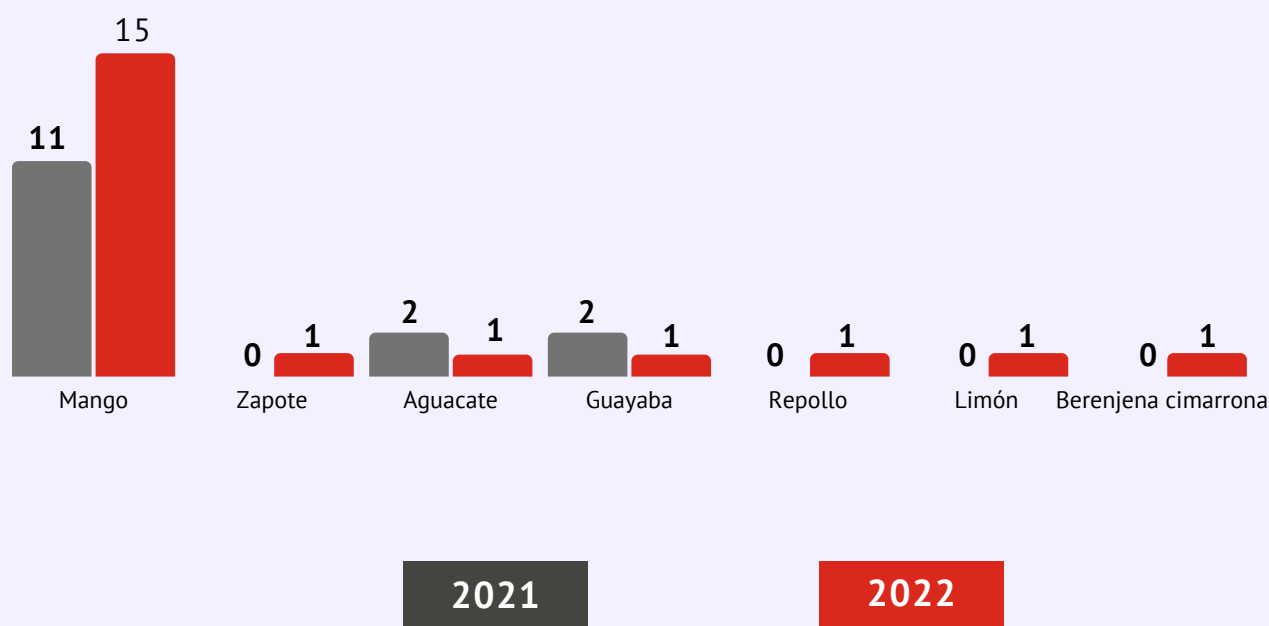 15
11
0 1 2 1 2 1 0 1 0 1 0 1
Mango Zapote Aguacate Guayaba Repollo Limón Berenjena cimarrona
2021 2022